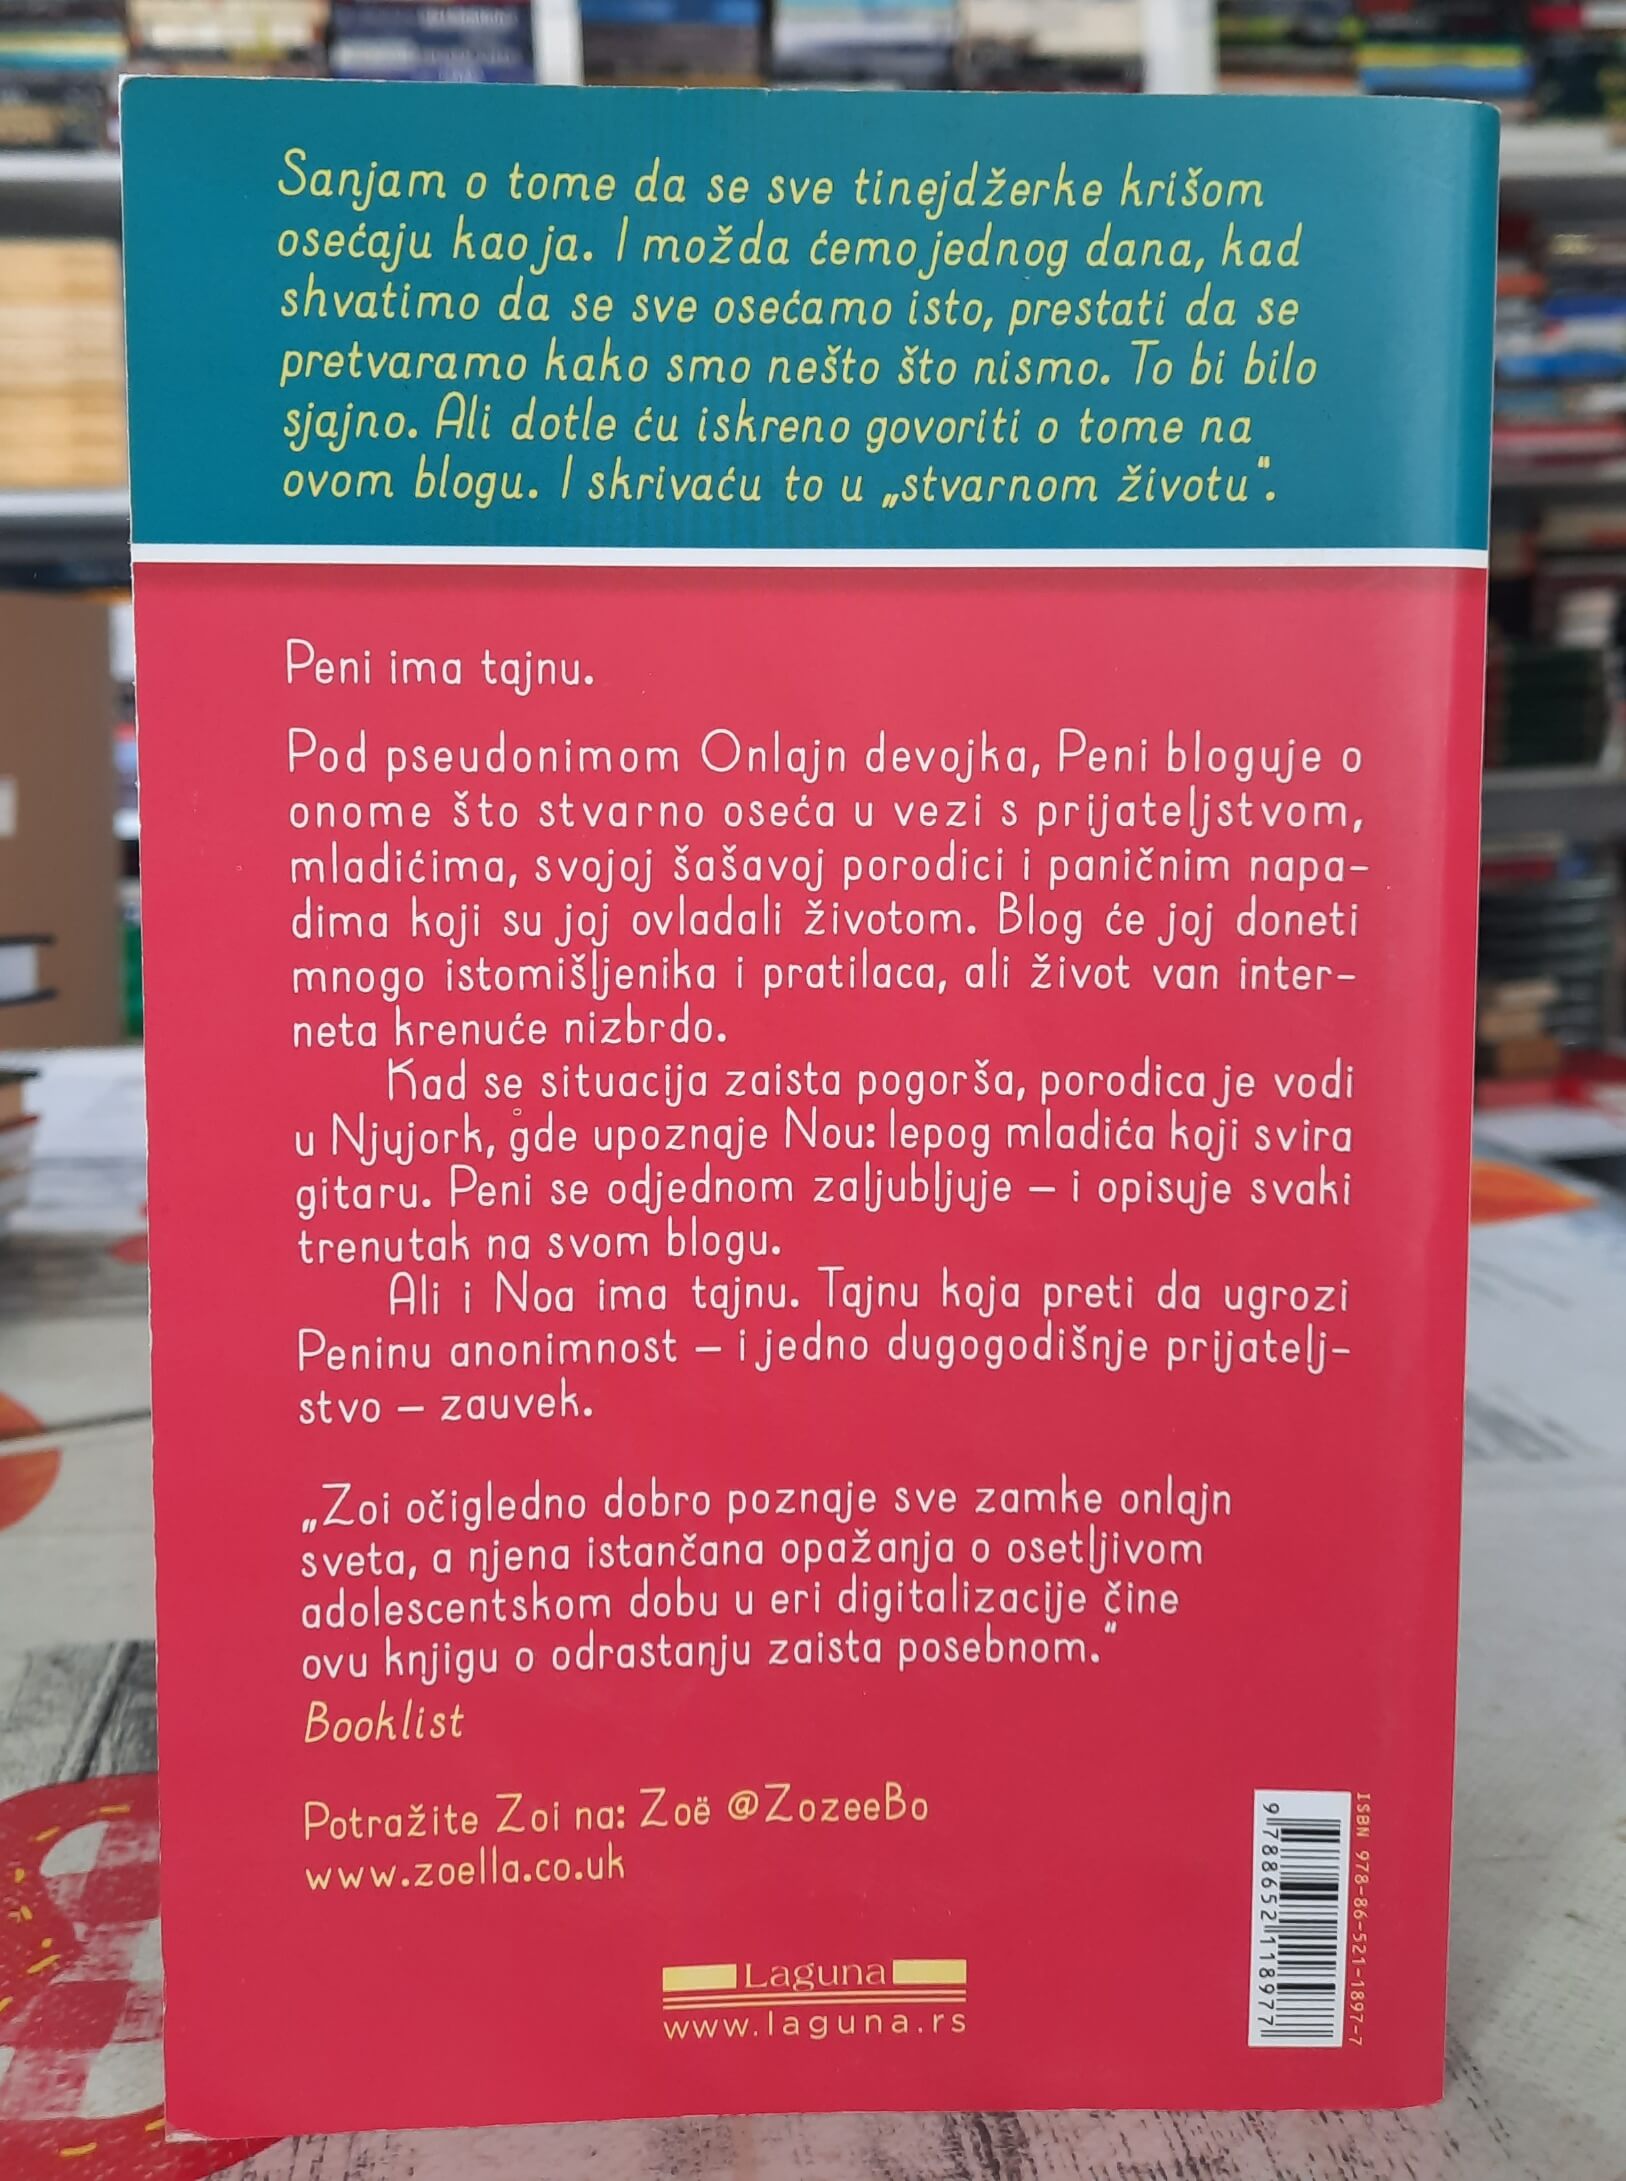 Sanjam o tome da se sve tinejdžerke krišom
osećaju kao ja. I možda ćemo jednog dana, kad
shvatimo da se sve osećamo isto, prestati da se
pretvaramo kako smo nešto što nismo. To bi bilo
sjajno. Ali dotle ću iskreno govoriti o tome na
ovom blogu. I skrivaću to u „stvarnom životu“.
Peni ima tajnu.
Pod pseudonimom Onlajn devojka, Peni bloguje o
onome što stvarno oseća u vezi s prijateljstvom,
mladićima, svojoj šašavoj porodici i paničnim napa-
dima koji su joj ovladali životom. Blog će joj doneti
mnogo istomišljenika i pratilaca, ali život van inter-
neta krenuće nizbrdo.
Kad se situacija zaista pogorša, porodica je vodi
u Njujork, gde upoznaje Nou: lepog mladića koji svira
gitaru. Peni se odjednom zaljubljuje – i opisuje svaki
trenutak na svom blogu.
Ali i Noa ima tajnu. Tajnu koja preti da ugrozi
Peninu anonimnost – i jedno dugogodišnje prijatelj-
stvo – zauvek.
„Zoi očigledno dobro poznaje sve zamke onlajn
sveta, a njena istančana opažanja o osetljivom
adolescentskom dobu u eri digitalizacije čine
ovu knjigu o odrastanju zaista posebnom.“
Booklist
Potražite Zoi na: Zoë @ZozeeBo
www.zoella.co.uk
ISBN 978-86-521-1897-7
9 788652 118977
Laguna
www.laguna.rs